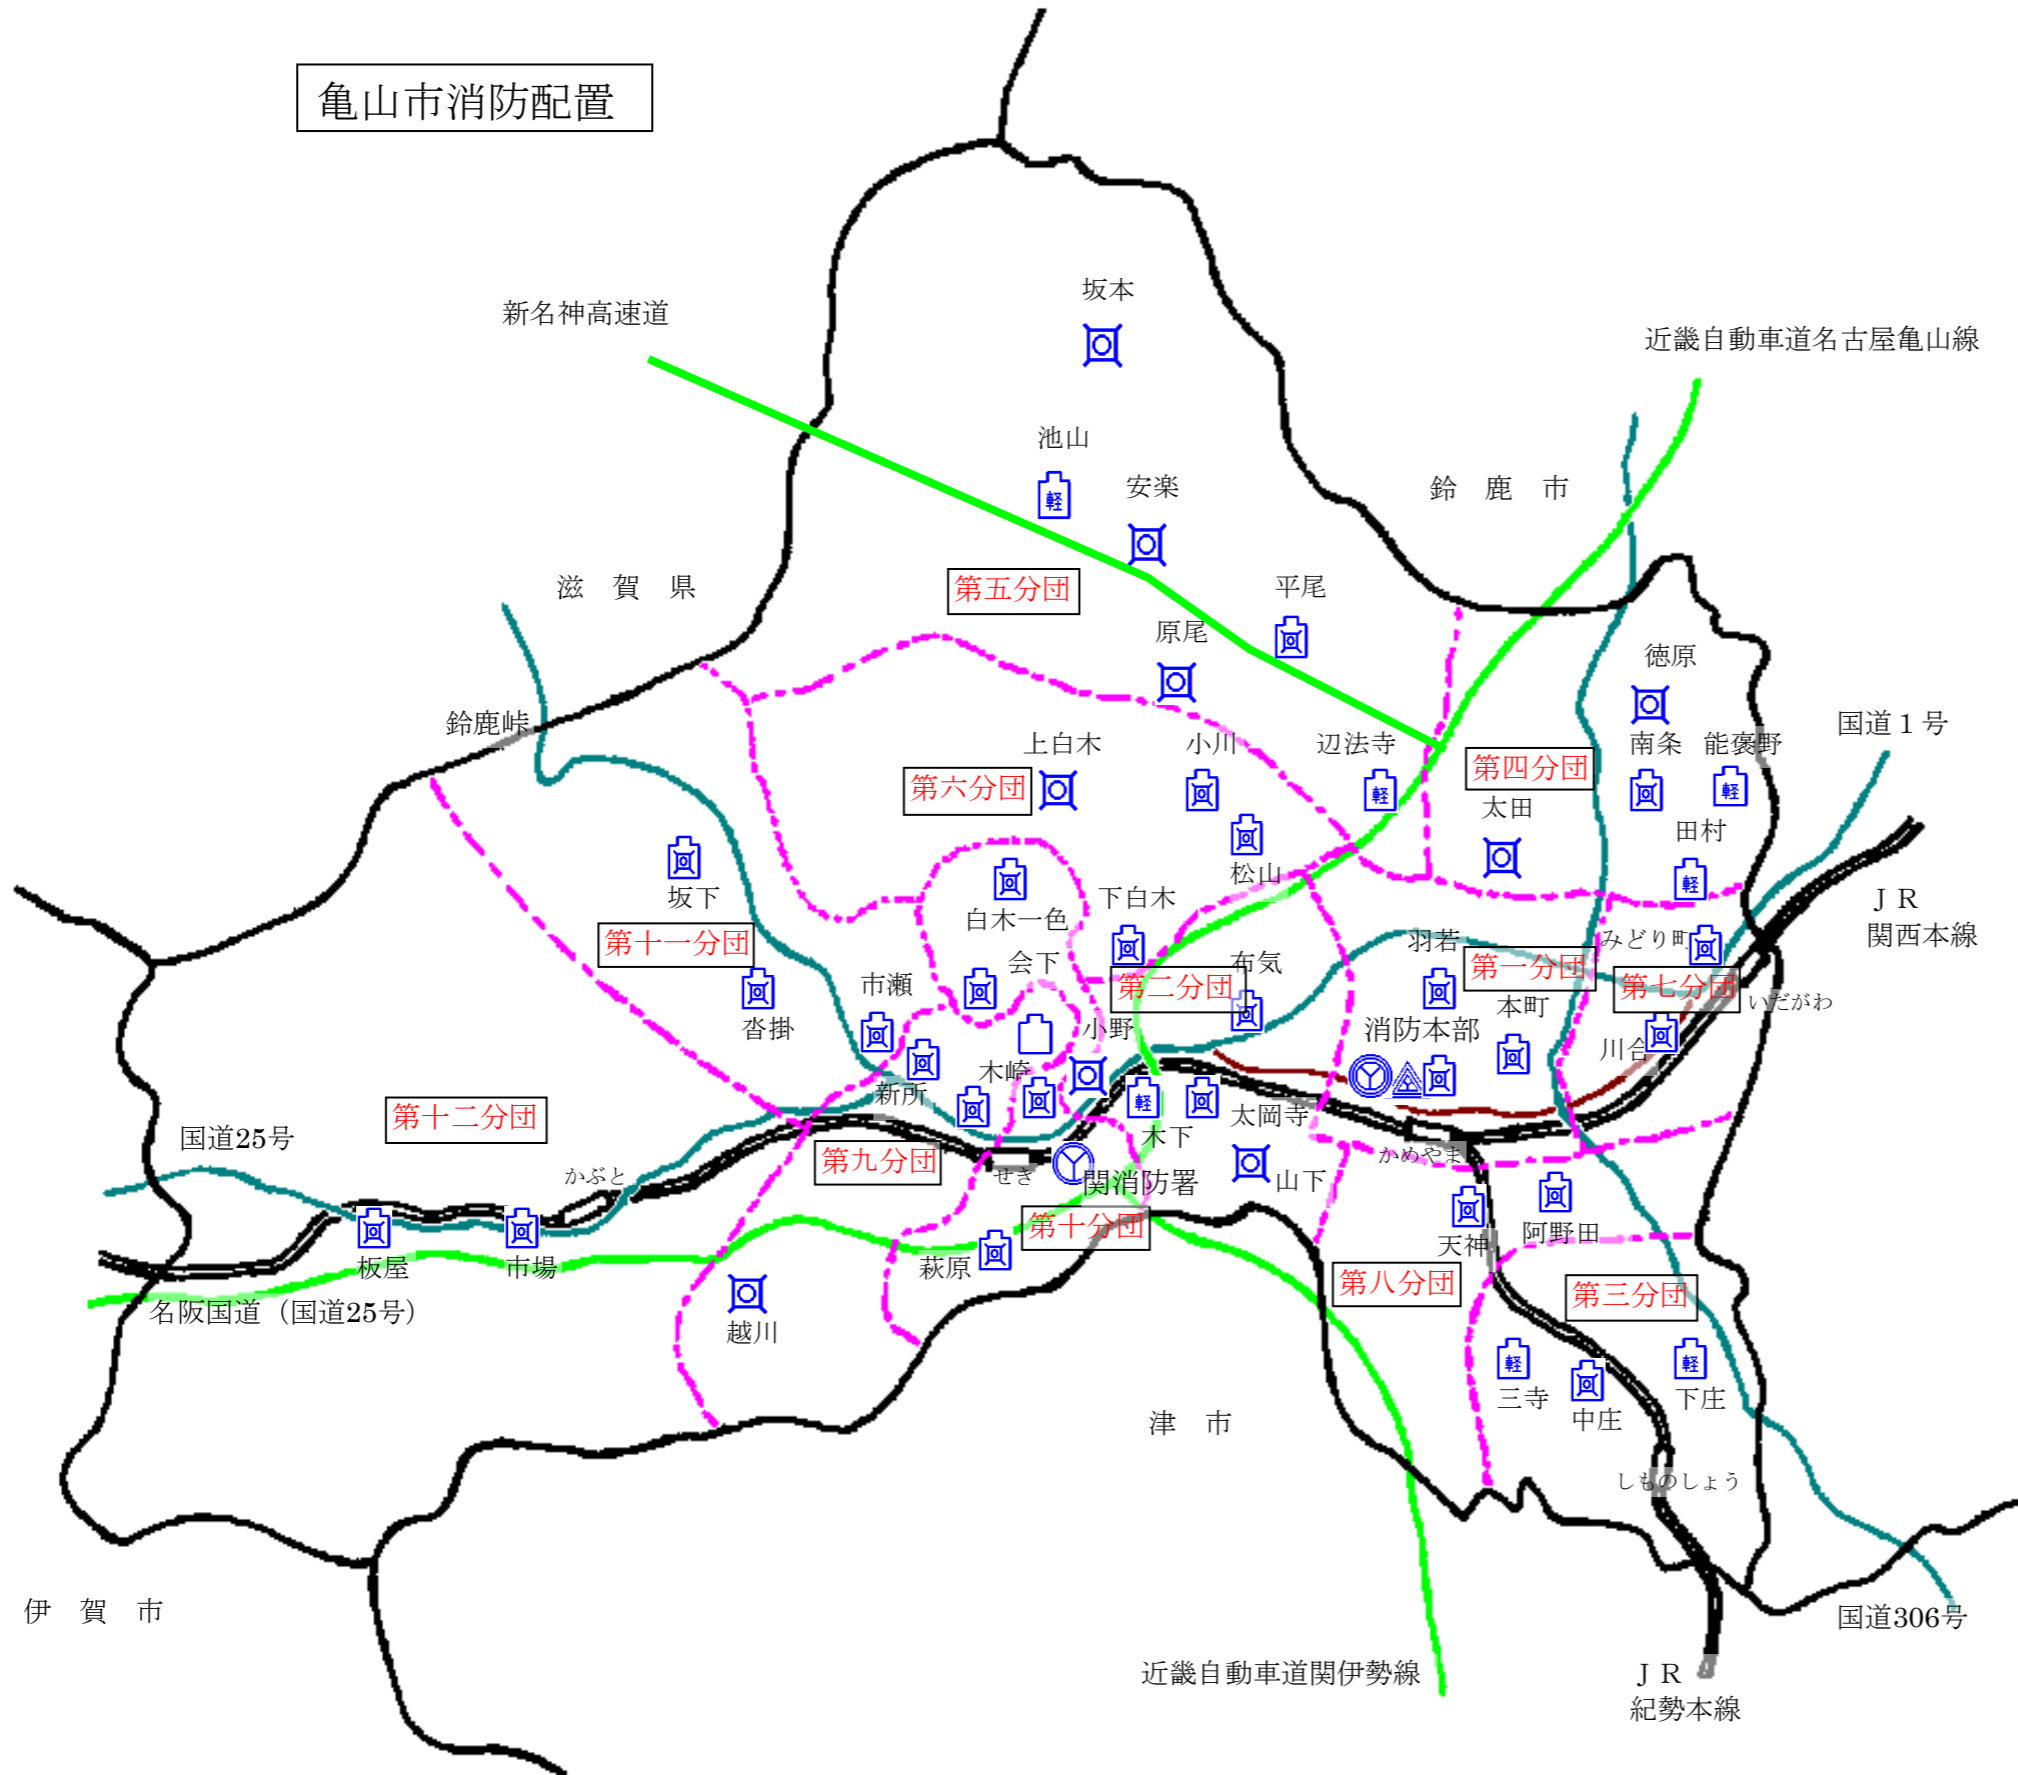 亀山市消防配置
坂本
新名神高速道
近畿自動車道名古屋亀山線
池山
軽
安楽
鈴　鹿　市
滋　賀　県
第五分団
平尾
原尾
徳原
鈴鹿峠
国道１号
上白木
小川
辺法寺
南条
能褒野
第四分団
第六分団
軽
軽
太田
田村
松山
軽
坂下
下白木
ＪＲ
関西本線
白木一色
第十一分団
羽若
みどり町
布気
会下
第一分団
市瀬
第二分団
第七分団
いだがわ
本町
沓掛
小野
消防本部
川合
木崎
新所
軽
第十二分団
太岡寺
国道25号
木下
第九分団
かめやま
かぶと
せき
関消防署
山下
第十分団
阿野田
天神
萩原
板屋
市場
第八分団
第三分団
名阪国道（国道25号）
越川
軽
軽
三寺
中庄
下庄
津　市
しものしょう
伊　賀　市
国道306号
近畿自動車道関伊勢線
ＪＲ
紀勢本線